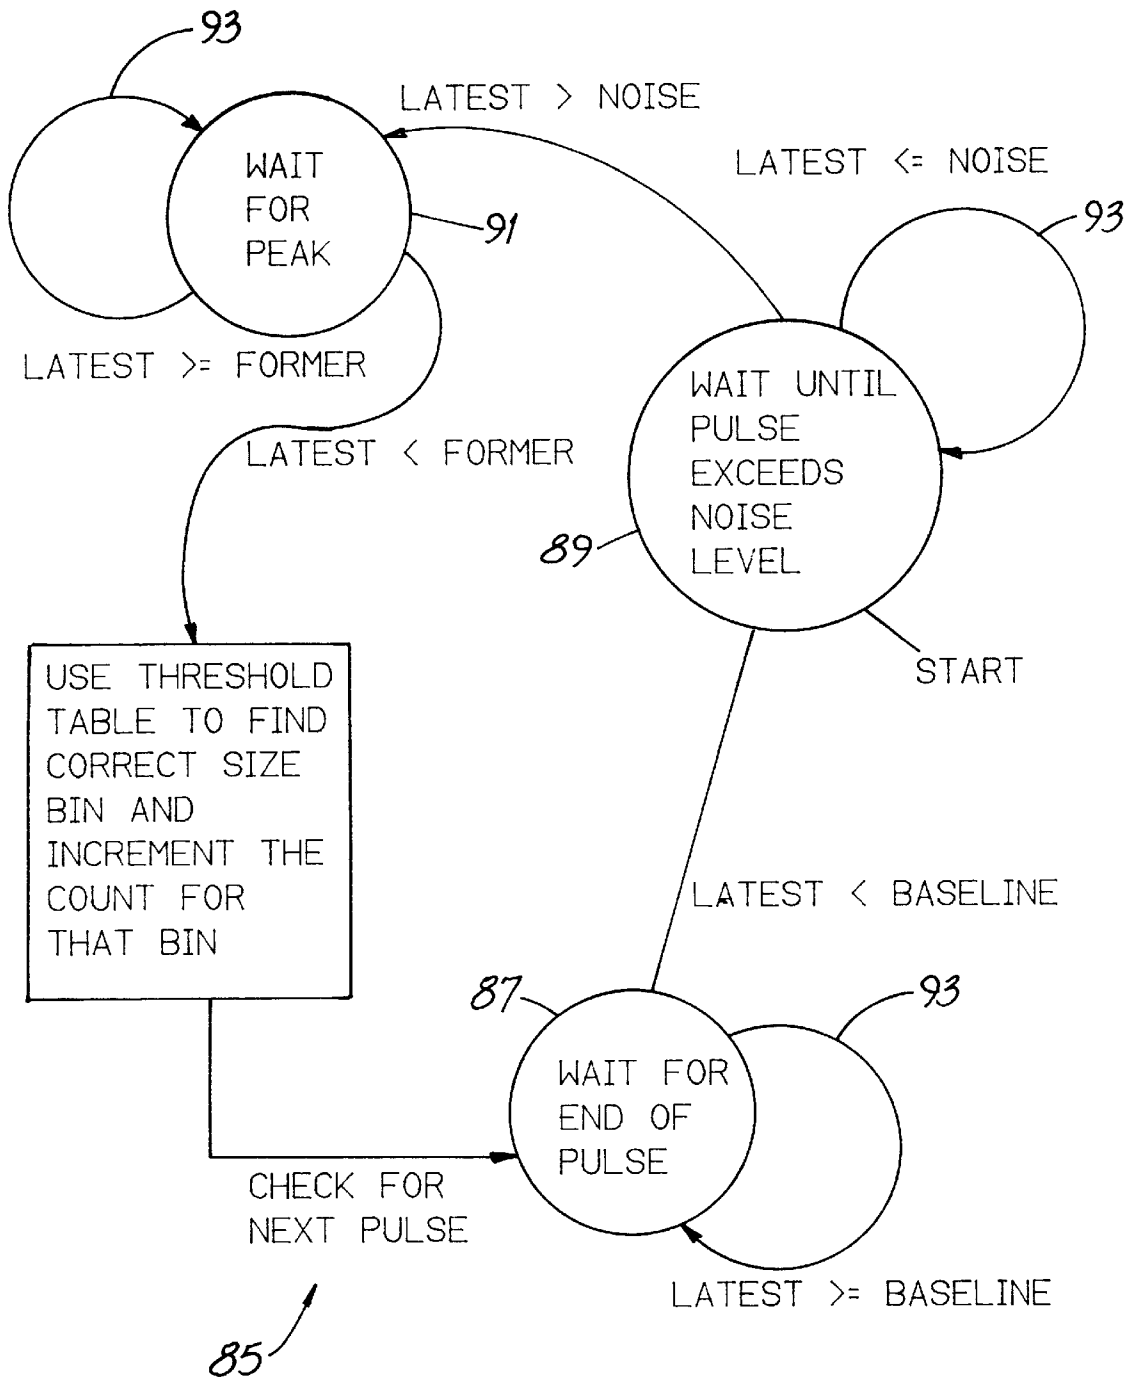 93
LATEST > NOISE
LATEST <= NOISE
93
WAIT
FOR
PEAK
91
LATEST >= FORMER
WAIT UNTIL
PULSE
EXCEEDS
NOISE
LEVEL
LATEST < FORMER
89
START
USE THRESHOLD
TABLE TO FIND
CORRECT SIZE
BIN AND
INCREMENT THE
COUNT FOR
THAT BIN
LATEST < BASELINE
87
93
WAIT FOR
END OF
PULSE
CHECK FOR
NEXT PULSE
LATEST >= BASELINE
85